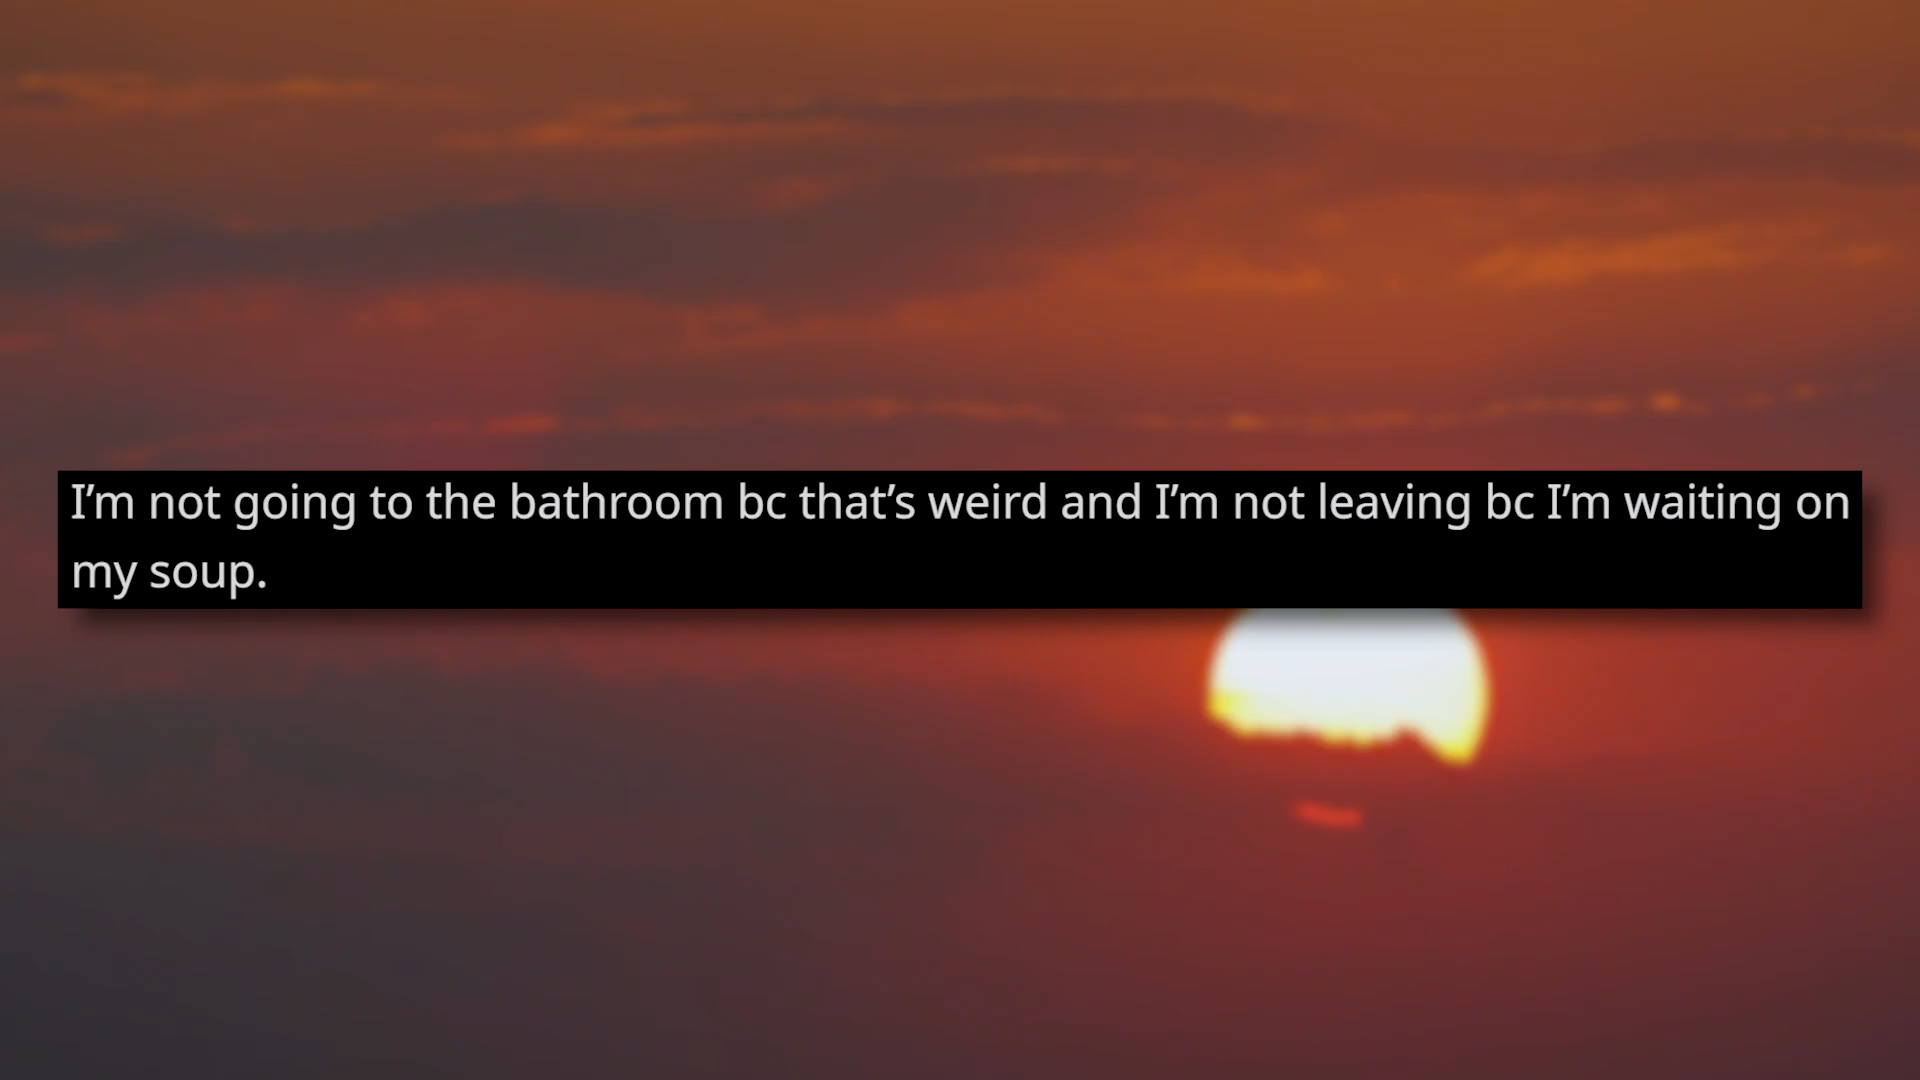 I’m not going to the bathroom bc that’s weird and I’m not leaving bc I’m waiting on
my soup.